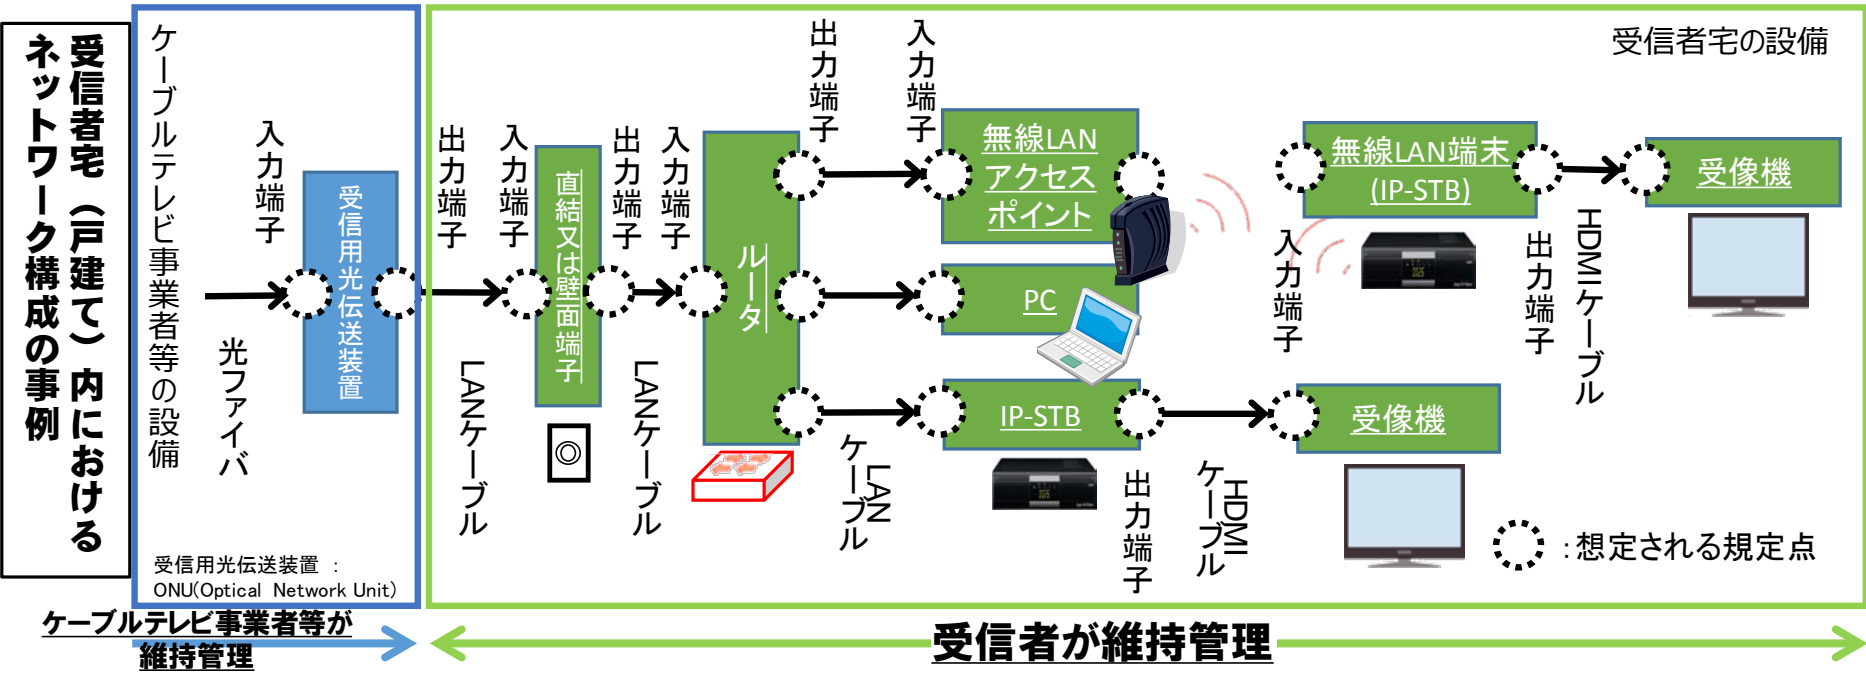 受信者宅（戸建て）内における
ネットワーク構成の事例
ケーブルテレビ事業者等の設備
入力端子
光ファイバ
受信用光伝送装置
受信用光伝送装置 ：
ONU(Optical Network Unit)
ケーブルテレビ事業者等が
維持管理
受信者宅の設備
出力端子
LANケーブル
入力端子
直結又は壁面端子
出力端子
LANケーブル
入力端子
ルータ
出力端子
入力端子
無線LAN
アクセス
ポイント
PC
LAN
ケーブル
IP-STB
出力端子
HDMI
ケーブル
受像機
入力端子
無線LAN端末
(IP-STB)
出力端子
HDMIケーブル
受像機
：想定される規定点
受信者が維持管理